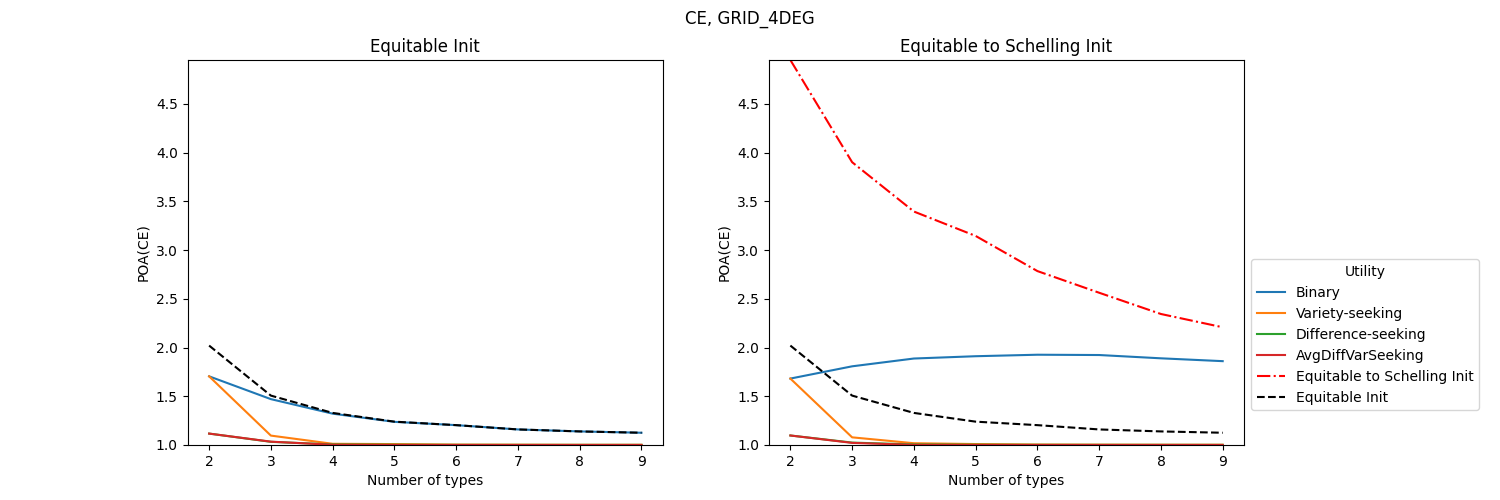 CE, GRID_4DEG
Equitable Init
POA(CE)
4.5
4.0
3.5
3.0
2.5
2.0
1.5
1.0
2 3 4 5 6 7 8 9
Number of types
Equitable to Schelling Init
POA(CE)
4.5
4.0
3.5
3.0
2.5
2.0
1.5
1.0
2 3 4 5 6 7 8 9
Number of types
Utility
Binary
Variety-seeking
Difference-seeking
AvgDiffVarSeeking
Equitable to Schelling Init
Equitable Init